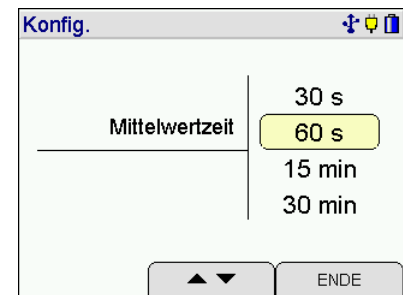 Konfig.
30 s
Mittelwertzeit
60 s
15 min
30 min
ENDE